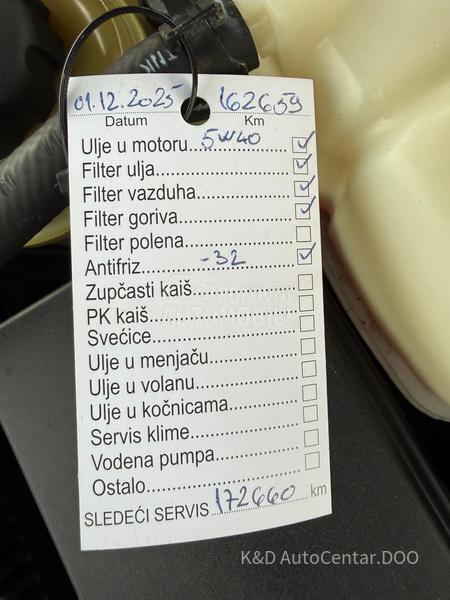 01.12.2025 162659
Datum Km
Ulje u motoru 5W40
Filter ulja
Filter vazduha
Filter goriva
Filter polena
Antifriz -32
Zupčasti kaiš
PK kaiš
Svećice
Ulje u menjaču
Ulje u volanu
Ulje u kočnicama
Servis klime
Vodena pumpa
Ostalo
SLEDEĆI SERVIS 172660 km
K&D AutoCentar.DOO